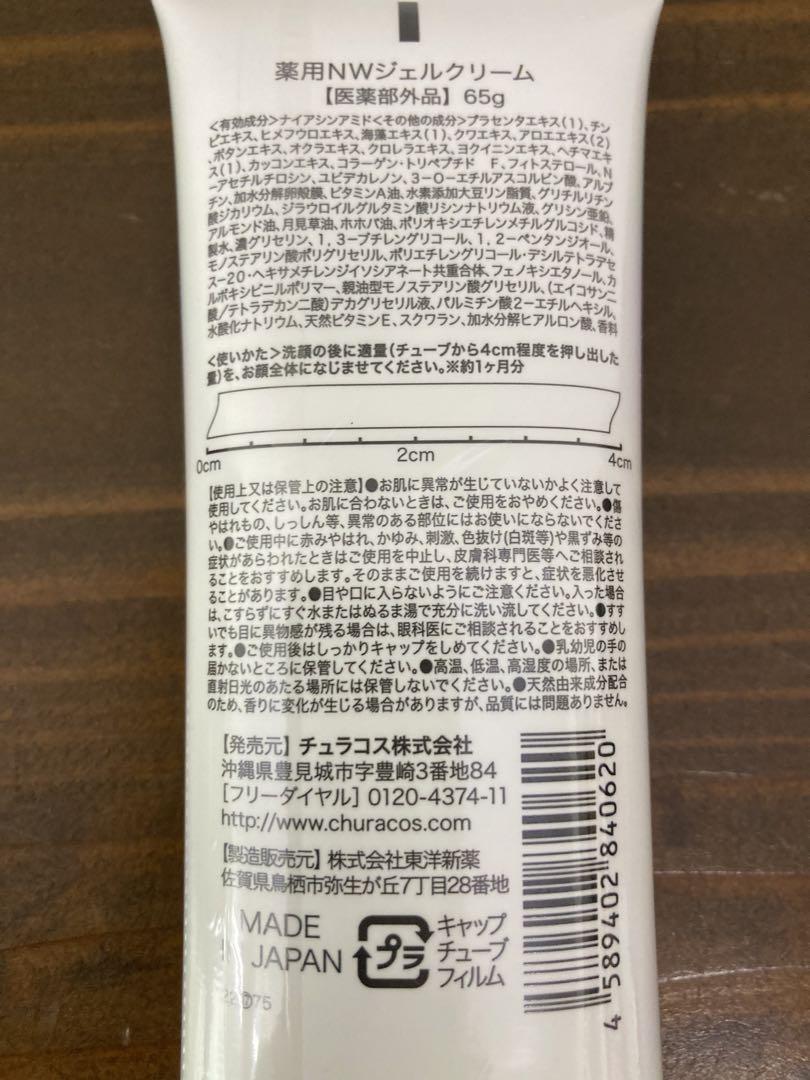 薬用NWジェルクリーム
【医薬部外品】65g
<有効成分>ナイアシンアミド<その他の成分>プラセンタエキス(1)、チン
ピエキス、ヒメフウロエキス、海藻エキス(1)、クワエキス、アロエエキス(2)
、ボタンエキス、オクラエキス、クロレラエキス、ヨクイニンエキス、ヘチマエキ
ス(1)、カッコンエキス、コラーゲン・トリペプチド F、フィトステロール、N
ーアセチルチロシン、ユビデカレノン、3-O-エチルアスコルビン酸、アルブ
チン、加水分解卵殻膜、ビタミンA油、水素添加大豆リン脂質、グリチルリチン
酸ジカリウム、ジラウロイルグルタミン酸リシンナトリウム液、グリシン亜鉛、
アルモンド油、月見草油、ホホバ油、ポリオキシエチレンメチルグルコシド、精
製水、濃グリセリン、1,3-ブチレングリコール、1,2-ペンタンジオール、
モノステアリン酸ポリグリセリル、ポリエチレングリコール・デシルテトラデセ
ス-20・ヘキサメチレンジイソシアネート共重合体、フェノキシエタノール、カ
ルボキシビニルポリマー、親油型モノステアリン酸グリセリル、(エイコサン二
酸/テトラデカン二酸)デカグリセリル液、パルミチン酸2-エチルヘキシル、
水酸化ナトリウム、天然ビタミンE、スクワラン、加水分解ヒアルロン酸、香料
<使いかた>洗顔の後に適量(チューブから4cm程度を押し出した
量)を、お顔全体になじませてください。※約1ヶ月分
0cm 2cm 4cm
【使用上又は保管上の注意】●お肌に異常が生じていないかよく注意して
使用してください。お肌に合わないときは、ご使用をおやめください。●傷
やはれもの、しっしん等、異常のある部位にはお使いにならないでくださ
い。●ご使用中に赤みやはれ、かゆみ、刺激、色抜け(白斑等)や黒ずみ等の
症状があらわれたときはご使用を中止し、皮膚科専門医等へご相談され
ることをおすすめします。そのままご使用を続けますと、症状を悪化させ
ることがあります。●目や口に入らないようにご注意ください。入った場合
は、こすらずにすぐ水またはぬるま湯で充分に洗い流してください。●すす
いでも目に異物感が残る場合は、眼科医にご相談されることをおすすめし
ます。●ご使用後はしっかりキャップをしめてください。●乳幼児の手の
届かないところに保管してください。●高温、低温、高湿度の場所、または
直射日光のあたる場所には保管しないでください。●天然由来成分配合
のため、香りに変化が生じる場合がありますが、品質には問題ありません。
【発売元】チュラコス株式会社
沖縄県豊見城市字豊崎3番地84
[フリーダイヤル]0120-4374-11
http://www.churacos.com
【製造販売元】株式会社東洋新薬
佐賀県鳥栖市弥生が丘7丁目28番地
MADE
JAPAN
プラ
キャップ
チューブ
フィルム
4 589402 840620